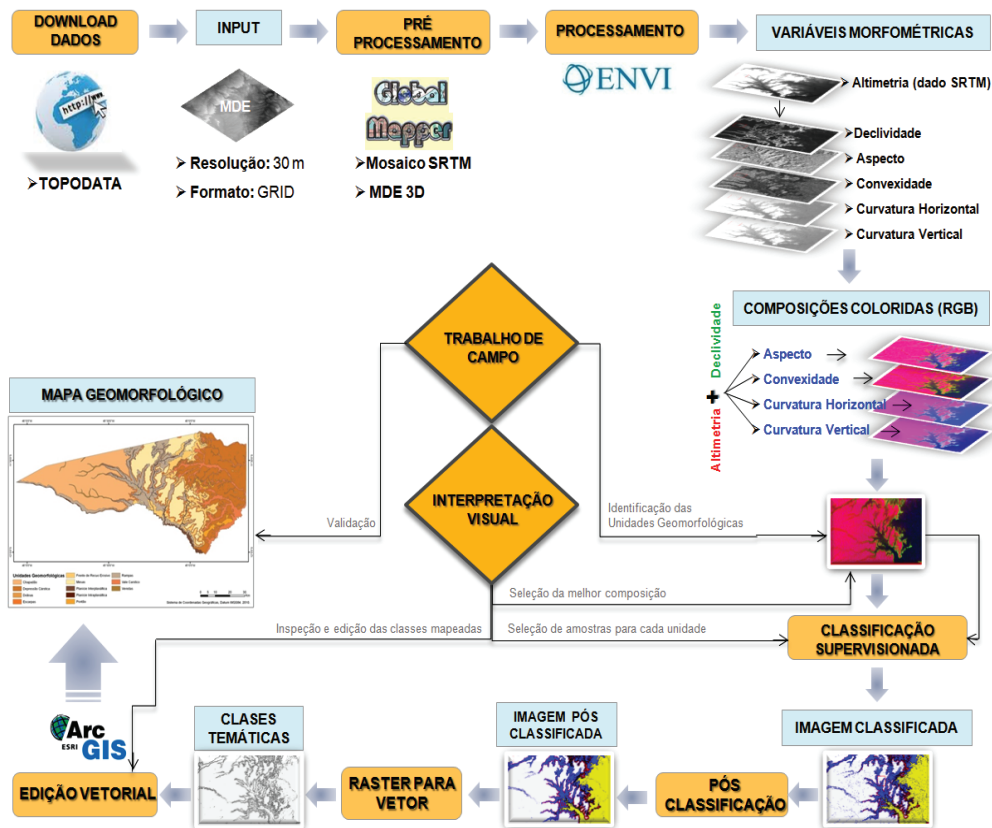 DOWNLOAD
DADOS
INPUT
PRÉ
PROCESSAMENTO
PROCESSAMENTO
VARIÁVEIS MORFOMÉTRICAS
http://www
MDE
Global
Mapper
ENVI
➢TOPODATA
➢ Resolução: 30 m
➢ Formato: GRID
➢Mosaico SRTM
➢ MDE 3D
➢ Altimetria (dado SRTM)
➢Declividade
➢ Aspecto
➢ Convexidade
➢ Curvatura Horizontal
➢ Curvatura Vertical
COMPOSIÇÕES COLORIDAS (RGB)
Altimetria + Declividade
➢ Aspecto
➢ Convexidade
➢ Curvatura Horizontal
➢ Curvatura Vertical
TRABALHO DE
CAMPO
INTERPRETAÇÃO
VISUAL
MAPA GEOMORFOLÓGICO
Unidades Geomorfológicas
Validação
Identificação das
Unidades Geomorfológicas
Seleção da melhor composição
Inspeção e edição das classes mapeadas
Seleção de amostras para cada unidade
CLASSIFICAÇÃO
SUPERVISIONADA
IMAGEM CLASSIFICADA
PÓS
CLASSIFICAÇÃO
IMAGEM PÓS
CLASSIFICADA
RASTER PARA
VETOR
CLASES
TEMÁTICAS
Arc
ESRI GIS
EDIÇÃO VETORIAL